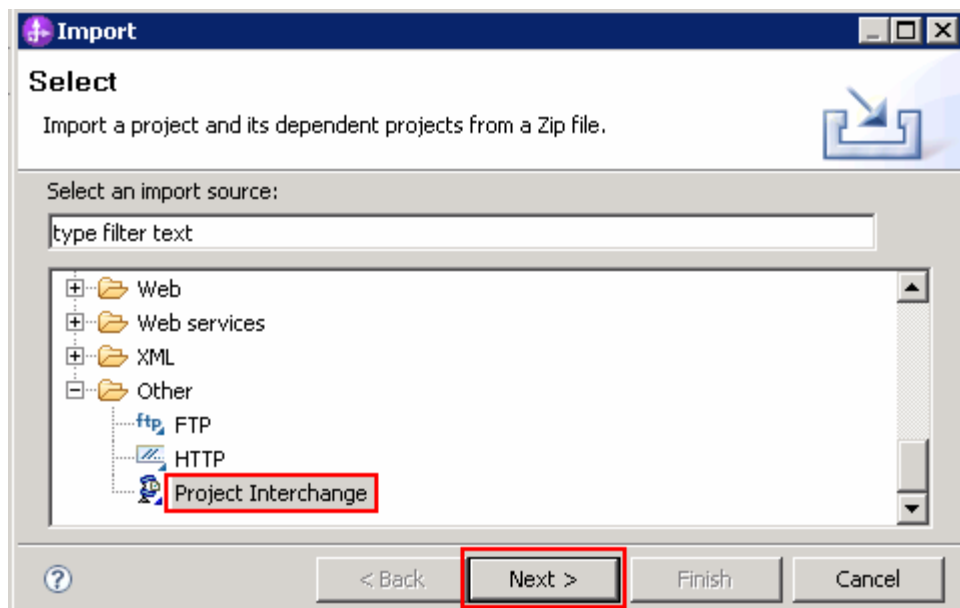 Import
Select
Import a project and its dependent projects from a Zip file.
Select an import source:
type filter text
Web
Web services
XML
Other
ftp FTP
HTTP
Project Interchange
? < Back Next > Finish Cancel